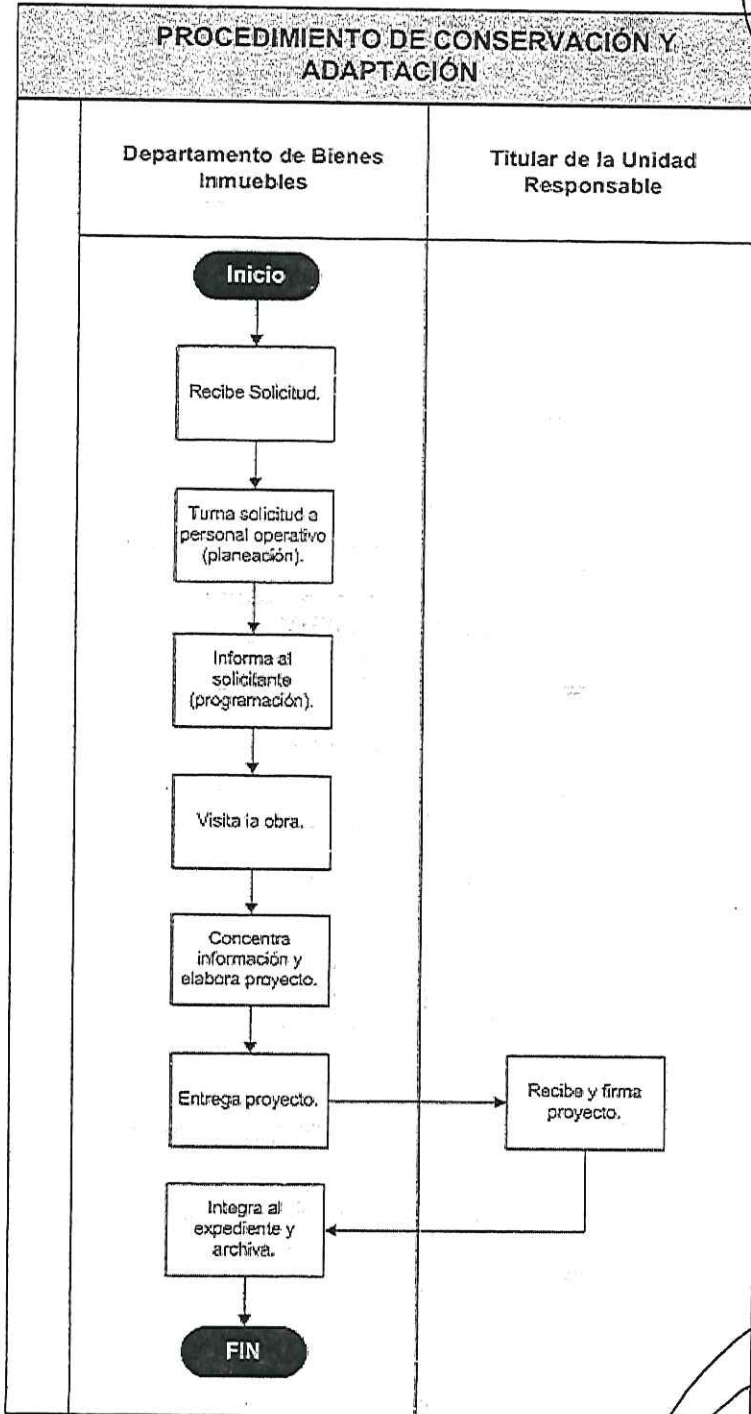 PROCEDIMIENTO DE CONSERVACIÓN Y
ADAPTACIÓN
Departamento de Bienes
Inmuebles
Titular de la Unidad
Responsable
Inicio
Recibe Solicitud.
Turna solicitud a
personal operativo
(planeación).
Informa al
solicitante
(programación).
Visita la obra.
Concentra
información y
elabora proyecto.
Entrega proyecto.
Recibe y firma
proyecto.
Integra al
expediente y
archiva.
FIN